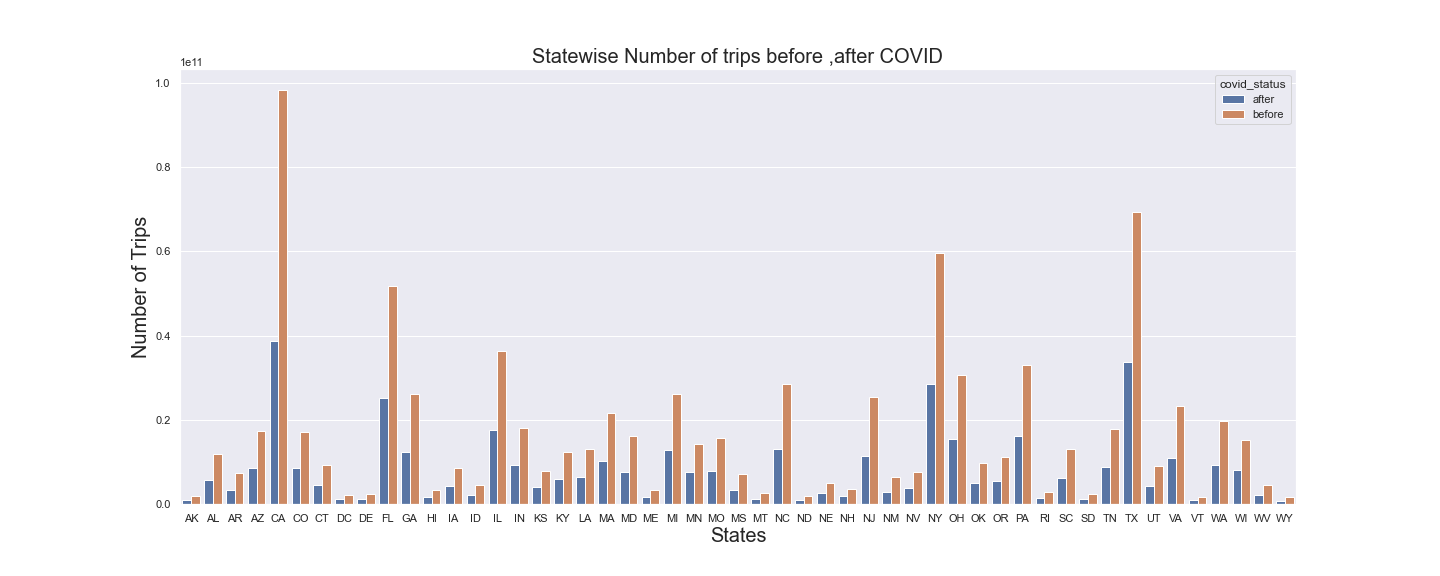 Statewise Number of trips before ,after COVID
1e11
1.0
0.8
0.6
0.4
0.2
0.0
Number of Trips
covid_status
after
before
AK AL AR AZ CA CO CT DC DE FL GA HI IA ID IL IN KS KY LA MA MD ME MI MN MO MS MT NC ND NE NH NJ NM NV NY OH OK OR PA RI SC SD TN TX UT VA VT WA WI WV WY
States